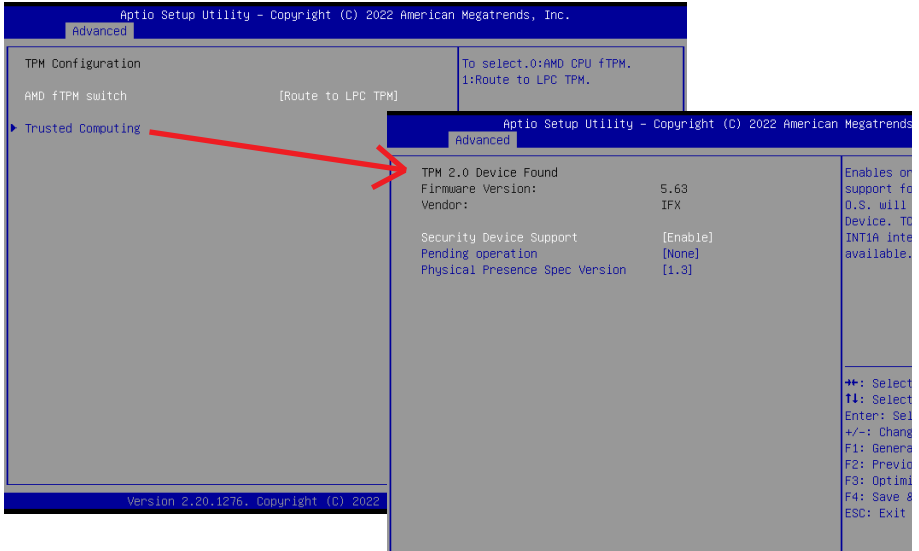 Aptio Setup Utility – Copyright (C) 2022 American Megatrends, Inc.
Advanced
TPM Configuration
AMD fTPM switch [Route to LPC TPM]
Trusted Computing
To select.0:AMD CPU fTPM.
1:Route to LPC TPM.
Version 2.20.1276. Copyright (C) 2022
Aptio Setup Utility – Copyright (C) 2022 American Megatrends
Advanced
TPM 2.0 Device Found
Firmware Version: 5.63
Vendor: IFX
Security Device Support [Enable]
Pending operation [None]
Physical Presence Spec Version [1.3]
Enables or
support fo
O.S. will
Device. TC
INT1A inte
available.
→←: Select
↑↓: Select
Enter: Sel
+/-: Chang
F1: Genera
F2: Previo
F3: Optimi
F4: Save &
ESC: Exit